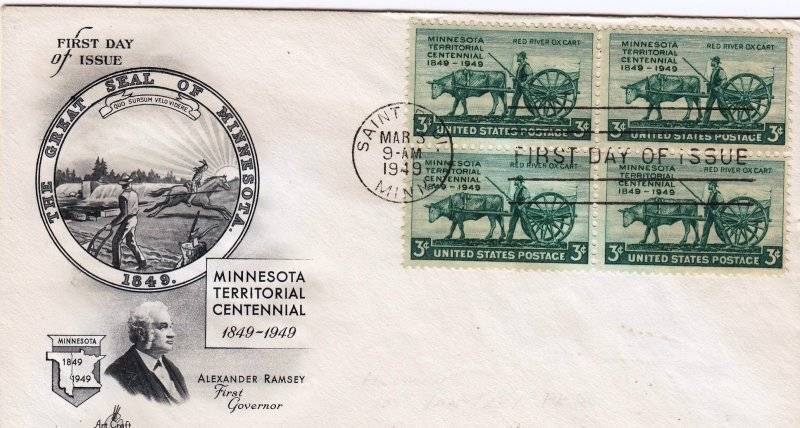 FIRST DAY
of ISSUE
THE GREAT SEAL OF MINNESOTA.
QUO SURSUM VELO VIDERE
1849.
MINNESOTA
TERRITORIAL
CENTENNIAL
1849-1949
MINNESOTA
1849
1949
ALEXANDER RAMSEY
First
Governor
Art Craft
MINNESOTA
TERRITORIAL
CENTENNIAL
1849-1949
RED RIVER OX CART
3¢
UNITED STATES POSTAGE
MINNESOTA
TERRITORIAL
CENTENNIAL
1849-1949
RED RIVER OX CART
UNITED STATES POSTAGE 3¢
SAINT
MAR 3
9-AM
1949
MINN
FIRST DAY OF ISSUE
MINNESOTA
TERRITORIAL
CENTENNIAL
1849-1949
RED RIVER OX CART
3¢
UNITED STATES POSTAGE
MINNESOTA
TERRITORIAL
CENTENNIAL
1849-1949
RED RIVER OX CART
UNITED STATES POSTAGE 3¢